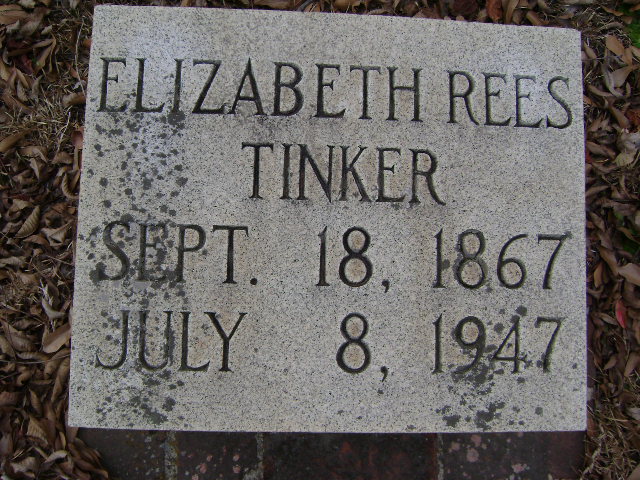 ELIZABETH REES
TINKER
SEPT. 18, 1867
JULY 8, 1947